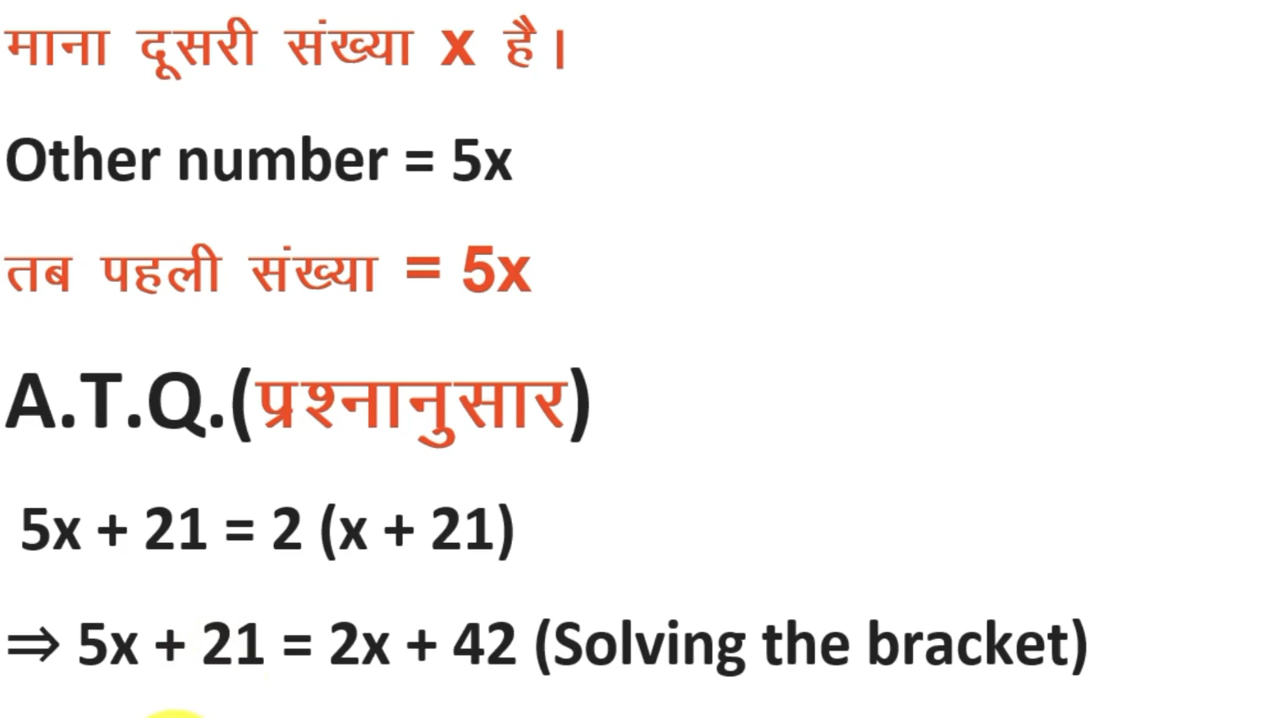 माना दूसरी संख्या x है।
Other number = 5x
तब पहली संख्या = 5x
A.T.Q.(प्रश्नानुसार)
5x + 21 = 2 (x + 21)
⇒ 5x + 21 = 2x + 42 (Solving the bracket)